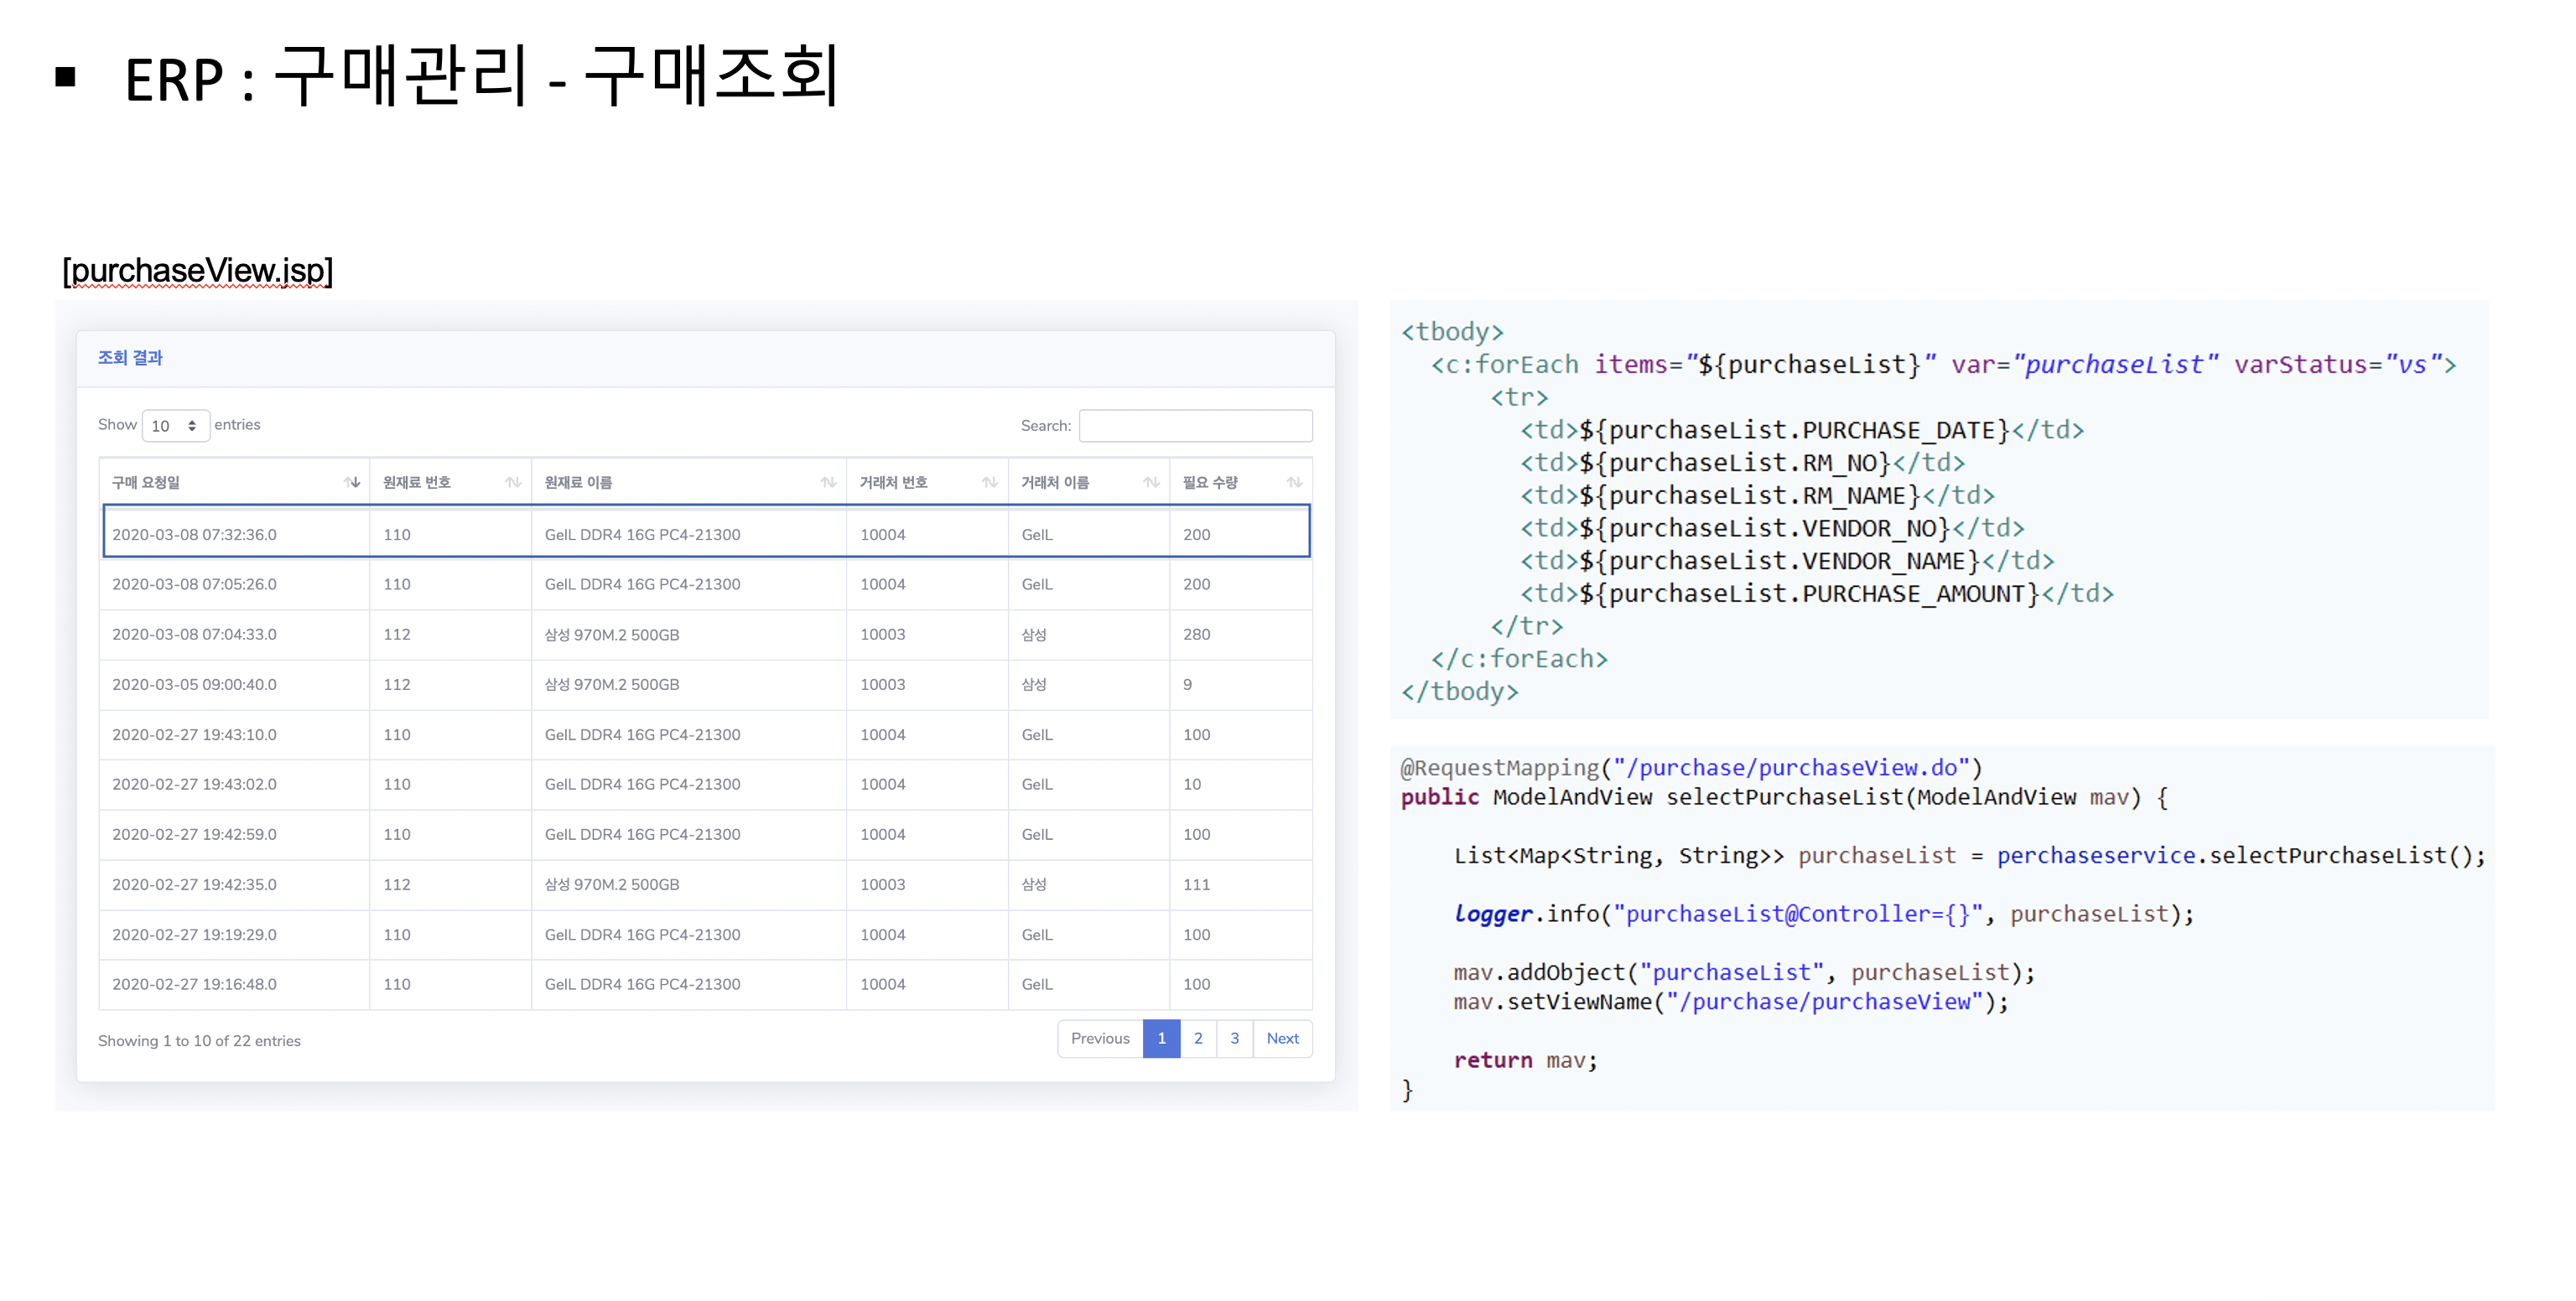 ▪ ERP : 구매관리 - 구매조회
[purchaseView.jsp]
조회 결과
Show 10 entries Search:
구매 요청일 원재료 번호 원재료 이름 거래처 번호 거래처 이름 필요 수량
2020-03-08 07:32:36.0 110 GelL DDR4 16G PC4-21300 10004 GelL 200
2020-03-08 07:05:26.0 110 GelL DDR4 16G PC4-21300 10004 GelL 200
2020-03-08 07:04:33.0 112 삼성 970M.2 500GB 10003 삼성 280
2020-03-05 09:00:40.0 112 삼성 970M.2 500GB 10003 삼성 9
2020-02-27 19:43:10.0 110 GelL DDR4 16G PC4-21300 10004 GelL 100
2020-02-27 19:43:02.0 110 GelL DDR4 16G PC4-21300 10004 GelL 10
2020-02-27 19:42:59.0 110 GelL DDR4 16G PC4-21300 10004 GelL 100
2020-02-27 19:42:35.0 112 삼성 970M.2 500GB 10003 삼성 111
2020-02-27 19:19:29.0 110 GelL DDR4 16G PC4-21300 10004 GelL 100
2020-02-27 19:16:48.0 110 GelL DDR4 16G PC4-21300 10004 GelL 100
Showing 1 to 10 of 22 entries Previous 1 2 3 Next
<tbody>
<c:forEach items="${purchaseList}" var="purchaseList" varStatus="vs">
<tr>
<td>${purchaseList.PURCHASE_DATE}</td>
<td>${purchaseList.RM_NO}</td>
<td>${purchaseList.RM_NAME}</td>
<td>${purchaseList.VENDOR_NO}</td>
<td>${purchaseList.VENDOR_NAME}</td>
<td>${purchaseList.PURCHASE_AMOUNT}</td>
</tr>
</c:forEach>
</tbody>
@RequestMapping("/purchase/purchaseView.do")
public ModelAndView selectPurchaseList(ModelAndView mav) {
List<Map<String, String>> purchaseList = perchaseservice.selectPurchaseList();
logger.info("purchaseList@Controller={}", purchaseList);
mav.addObject("purchaseList", purchaseList);
mav.setViewName("/purchase/purchaseView");
return mav;
}